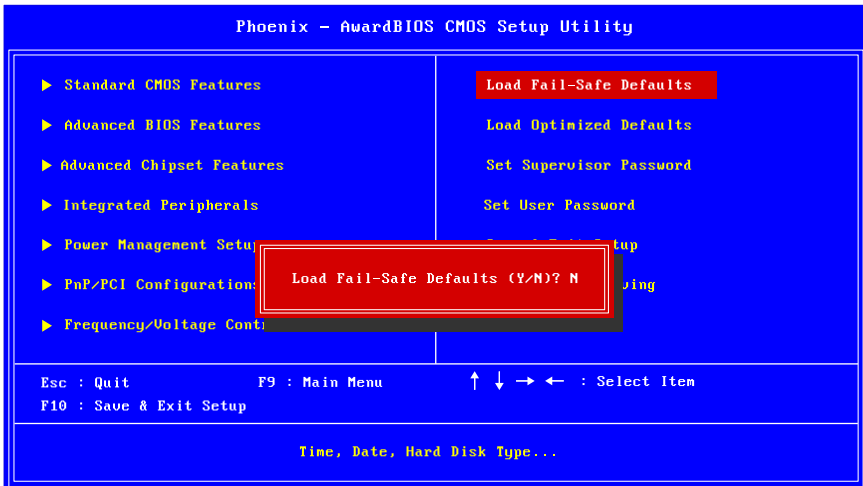 Phoenix – AwardBIOS CMOS Setup Utility
Standard CMOS Features
Advanced BIOS Features
Advanced Chipset Features
Integrated Peripherals
Power Management Setup
PnP/PCI Configurations
Frequency/Voltage Cont
Load Fail-Safe Defaults
Load Optimized Defaults
Set Supervisor Password
Set User Password
tup
ving
Load Fail-Safe Defaults (Y/N)? N
Esc : Quit F9 : Main Menu ↑ ↓ → ← : Select Item
F10 : Save & Exit Setup
Time, Date, Hard Disk Type...